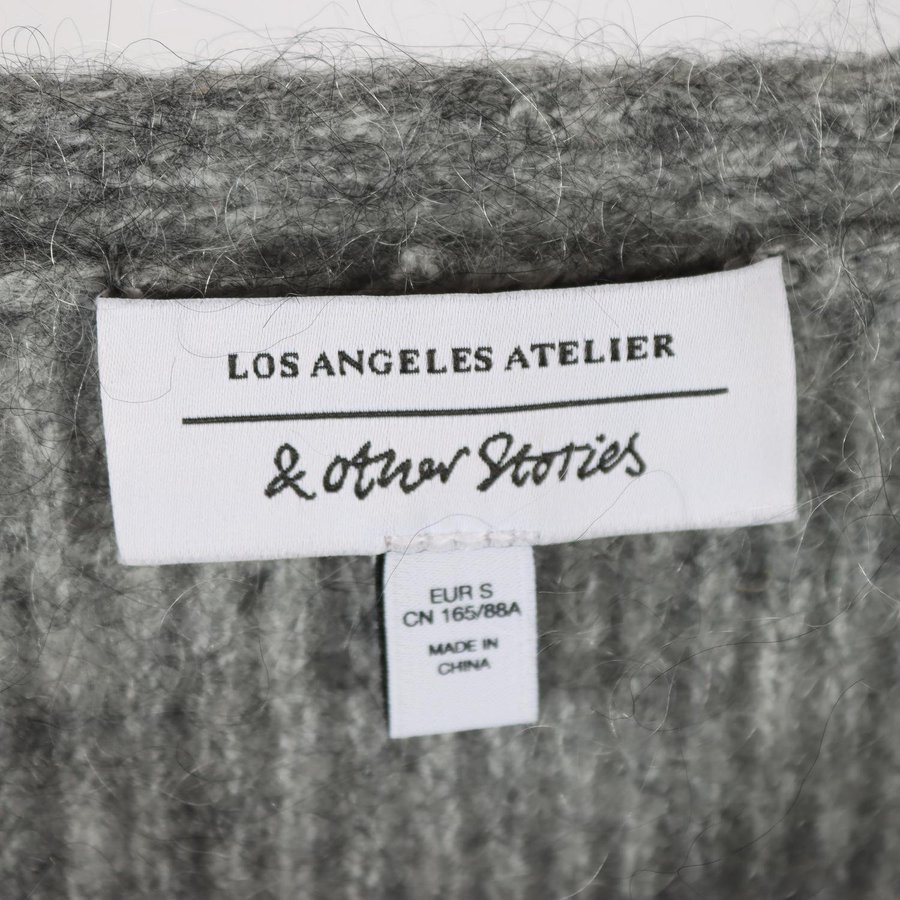 LOS ANGELES ATELIER
& other Stories
EUR S
CN 165/88A
MADE IN
CHINA